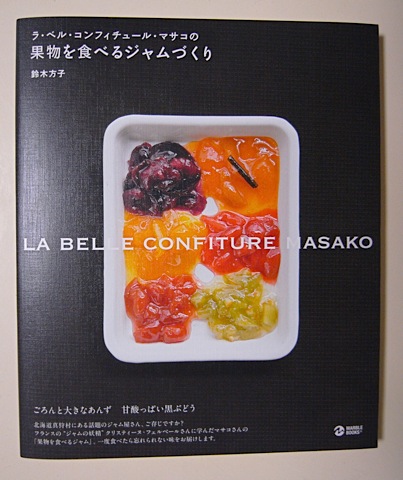 ラ・ベル・コンフィチュール・マサコの
果物を食べるジャムづくり
鈴木方子
LA BELLE CONFITURE MASAKO
ごろんと大きなあんず　甘酸っぱい黒ぶどう
北海道真狩村にある話題のジャム屋さん、ご存じですか?
フランスの“ジャムの妖精”クリスティーヌ・フェルベールさんに学んだマサコさんの
「果物を食べるジャム」。一度食べたら忘れられない味をお届けします。
MARBLE
BOOKS